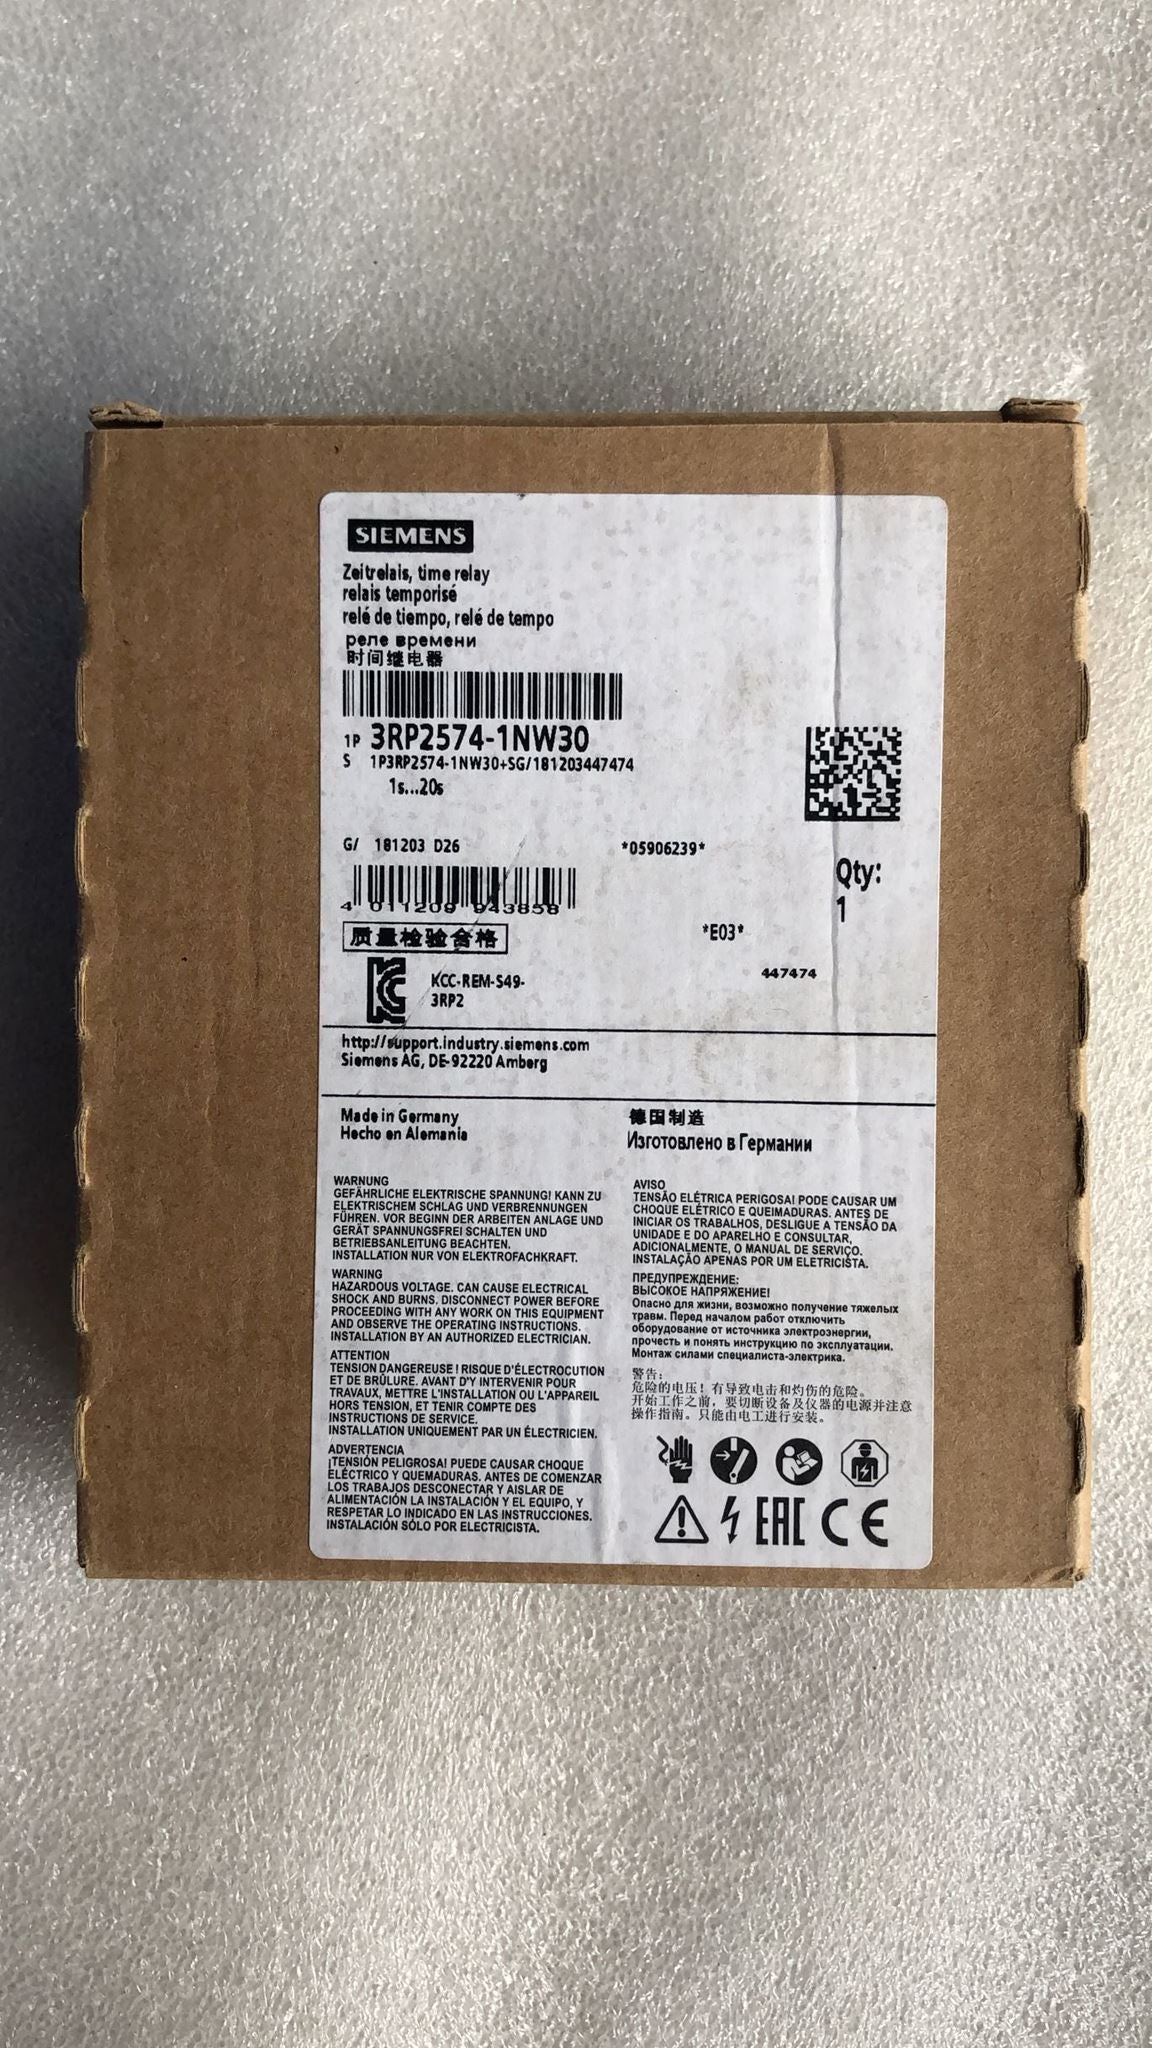 SIEMENS
Zeitrelais, time relay
relais temporisé
relé de tiempo, relé de tempo
реле времени
时间继电器
1P 3RP2574-1NW30
S 1P3RP2574-1NW30+SG/181203447474
1s...20s
G/ 181203 D26
*05906239*
Qty:
1
4 011209 943858
质量检验合格
*E03*
447474
KCC-REM-S49-
3RP2
http://support.industry.siemens.com
Siemens AG, DE-92220 Amberg
Made in Germany
Hecho en Alemania
德国制造
Изготовлено в Германии
WARNUNG
GEFÄHRLICHE ELEKTRISCHE SPANNUNG! KANN ZU
ELEKTRISCHEM SCHLAG UND VERBRENNUNGEN
FÜHREN. VOR BEGINN DER ARBEITEN ANLAGE UND
GERÄT SPANNUNGSFREI SCHALTEN UND
BETRIEBSANLEITUNG BEACHTEN.
INSTALLATION NUR VON ELEKTROFACHKRAFT.
WARNING
HAZARDOUS VOLTAGE. CAN CAUSE ELECTRICAL
SHOCK AND BURNS. DISCONNECT POWER BEFORE
PROCEEDING WITH ANY WORK ON THIS EQUIPMENT
AND OBSERVE THE OPERATING INSTRUCTIONS.
INSTALLATION BY AN AUTHORIZED ELECTRICIAN.
ATTENTION
TENSION DANGEREUSE ! RISQUE D'ÉLECTROCUTION
ET DE BRÛLURE. AVANT D'Y INTERVENIR POUR
TRAVAUX, METTRE L'INSTALLATION OU L'APPAREIL
HORS TENSION, ET TENIR COMPTE DES
INSTRUCTIONS DE SERVICE.
INSTALLATION UNIQUEMENT PAR UN ÉLECTRICIEN.
ADVERTENCIA
¡TENSIÓN PELIGROSA! PUEDE CAUSAR CHOQUE
ELÉCTRICO Y QUEMADURAS. ANTES DE COMENZAR
LOS TRABAJOS DESCONECTAR Y AISLAR DE
ALIMENTACIÓN LA INSTALACIÓN Y EL EQUIPO, Y
RESPETAR LO INDICADO EN LAS INSTRUCCIONES.
INSTALACIÓN SÓLO POR ELECTRICISTA.
AVISO
TENSÃO ELÉTRICA PERIGOSA! PODE CAUSAR UM
CHOQUE ELÉTRICO E QUEIMADURAS. ANTES DE
INICIAR OS TRABALHOS, DESLIGUE A TENSÃO DA
UNIDADE E DO APARELHO E CONSULTAR,
ADICIONALMENTE, O MANUAL DE SERVIÇO.
INSTALAÇÃO APENAS POR UM ELETRICISTA.
ПРЕДУПРЕЖДЕНИЕ:
ВЫСОКОЕ НАПРЯЖЕНИЕ!
Опасно для жизни, возможно получение тяжелых
травм. Перед началом работ отключить
оборудование от источника электроэнергии,
прочесть и понять инструкцию по эксплуатации.
Монтаж силами специалиста-электрика.
警告:
危险的电压！有导致电击和灼伤的危险。
开始工作之前，要切断设备及仪器的电源并注意
操作指南。只能由电工进行安装。
EAC CE